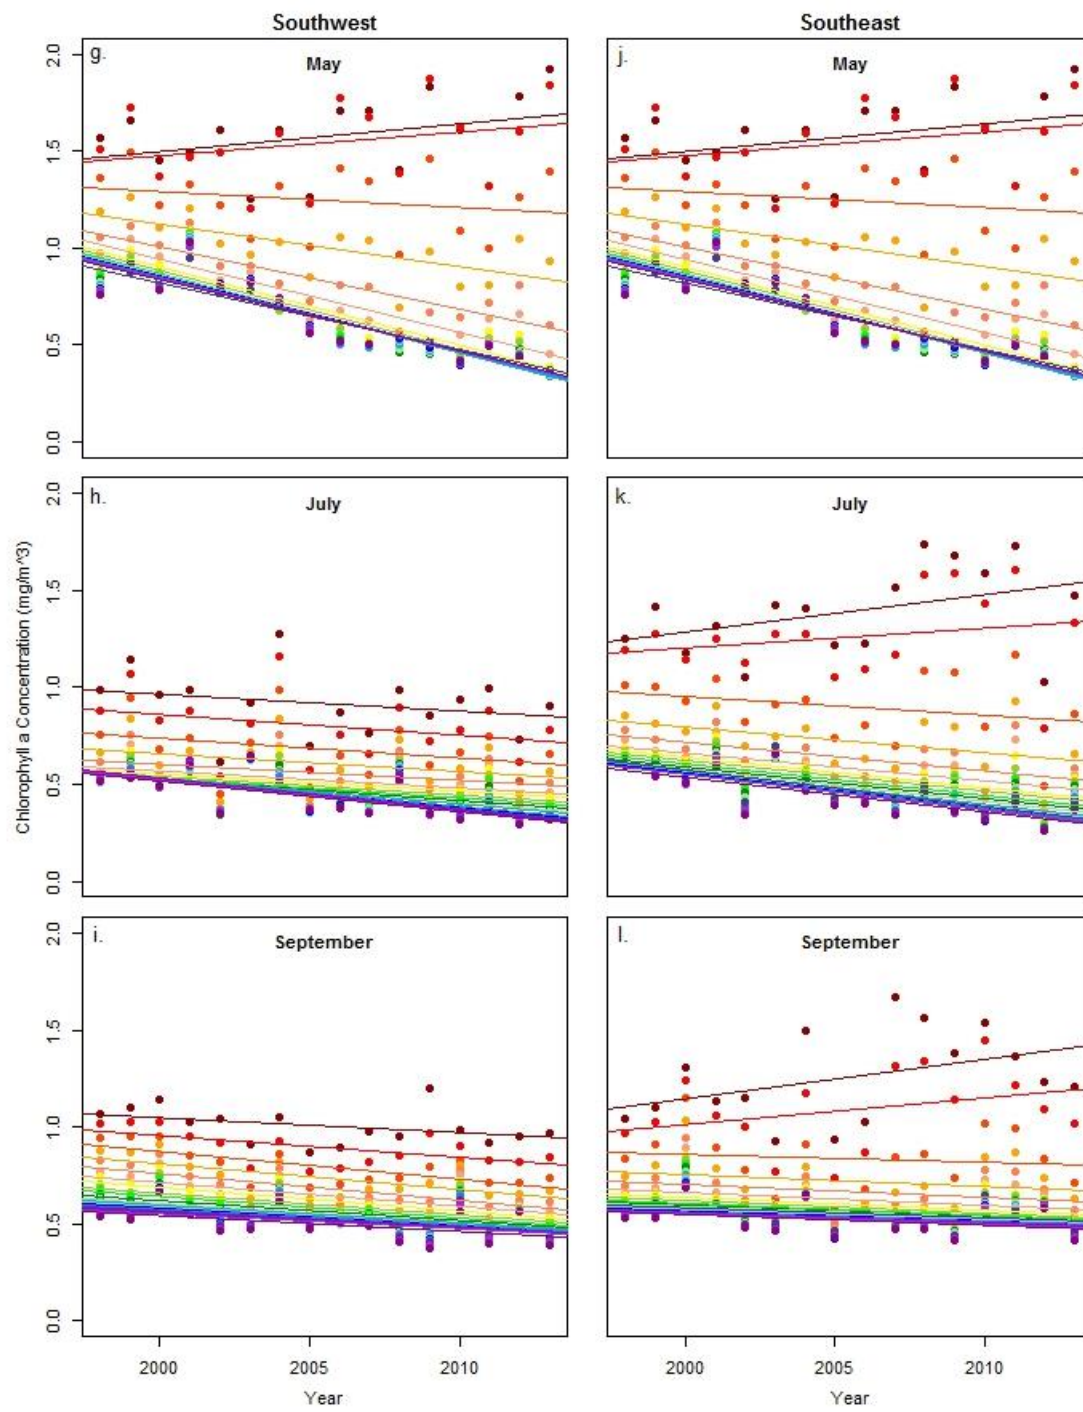 Southwest
Southeast
g.
May
j.
May
2.0
1.5
1.0
0.5
0.0
h.
July
k.
July
2.0
1.5
1.0
0.5
0.0
Chlorophyll a Concentration (mg/m^3)
i.
September
l.
September
2.0
1.5
1.0
0.5
0.0
2000 2005 2010
2000 2005 2010
Year
Year